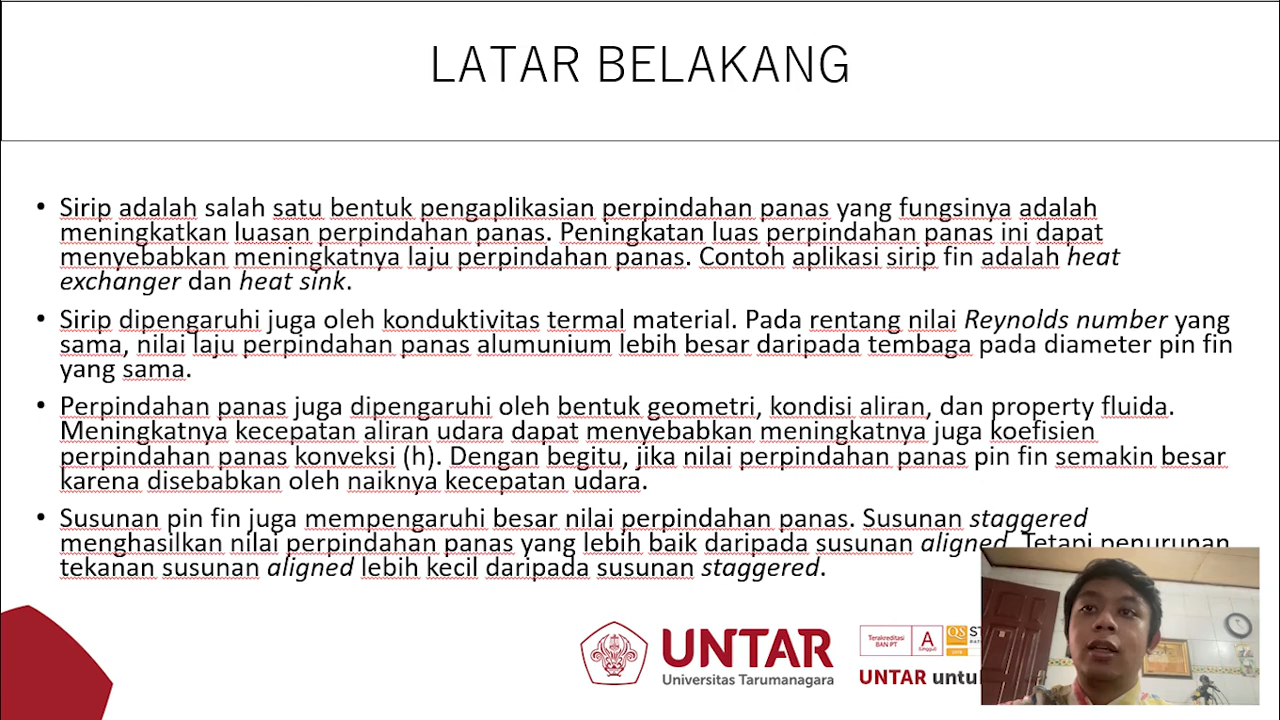 LATAR BELAKANG
• Sirip adalah salah satu bentuk pengaplikasian perpindahan panas yang fungsinya adalah
meningkatkan luasan perpindahan panas. Peningkatan luas perpindahan panas ini dapat
menyebabkan meningkatnya laju perpindahan panas. Contoh aplikasi sirip fin adalah heat
exchanger dan heat sink.
• Sirip dipengaruhi juga oleh konduktivitas termal material. Pada rentang nilai Reynolds number yang
sama, nilai laju perpindahan panas alumunium lebih besar daripada tembaga pada diameter pin fin
yang sama.
• Perpindahan panas juga dipengaruhi oleh bentuk geometri, kondisi aliran, dan property fluida.
Meningkatnya kecepatan aliran udara dapat menyebabkan meningkatnya juga koefisien
perpindahan panas konveksi (h). Dengan begitu, jika nilai perpindahan panas pin fin semakin besar
karena disebabkan oleh naiknya kecepatan udara.
• Susunan pin fin juga mempengaruhi besar nilai perpindahan panas. Susunan staggered
menghasilkan nilai perpindahan panas yang lebih baik daripada susunan aligned. Tetapi penurunan
tekanan susunan aligned lebih kecil daripada susunan staggered.
UNTAR
Universitas Tarumanagara
Terakreditasi
BAN PT
A
Unggul
QS
UNTAR untu